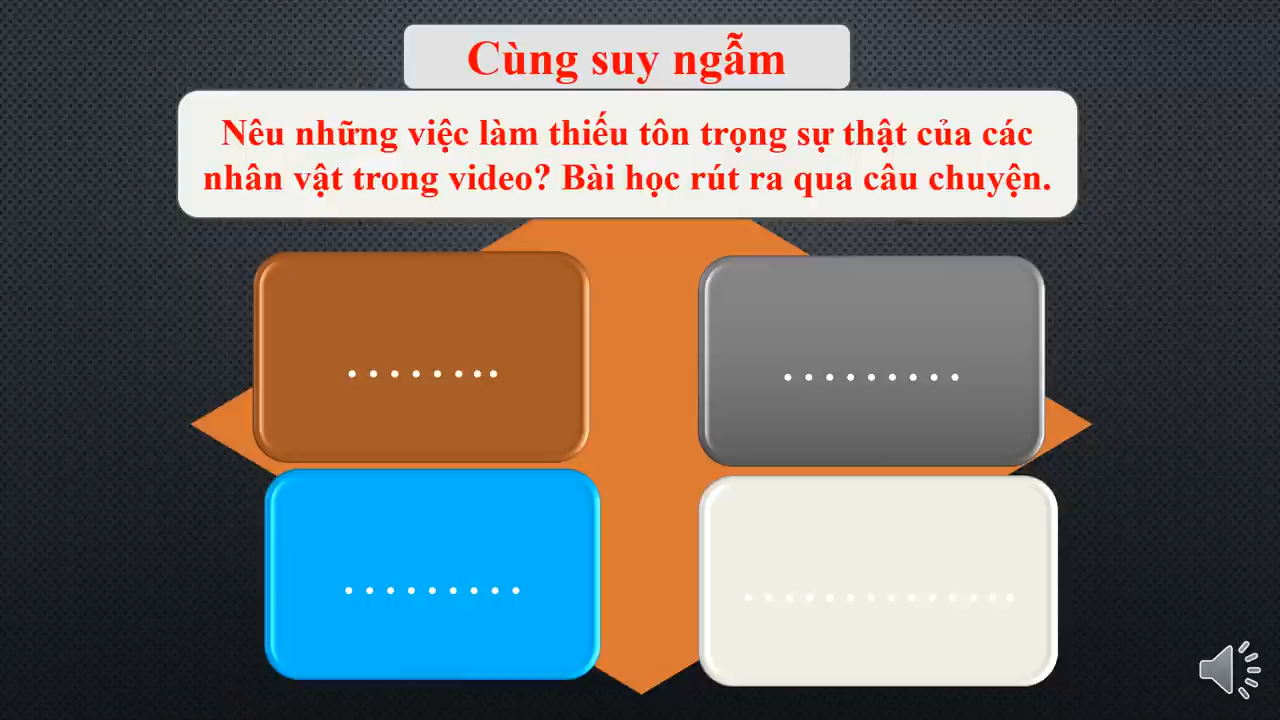 Cùng suy ngẫm
Nêu những việc làm thiếu tôn trọng sự thật của các
nhân vật trong video? Bài học rút ra qua câu chuyện.
........
.........
.........
..............